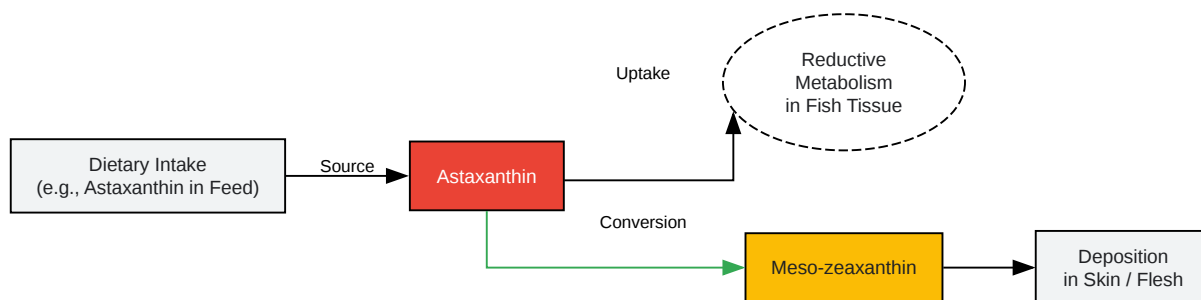 Reductive
Metabolism
in Fish Tissue
Uptake
Dietary Intake
(e.g., Astaxanthin in Feed)
Source
Astaxanthin
Conversion
Meso-zeaxanthin
Deposition
in Skin / Flesh